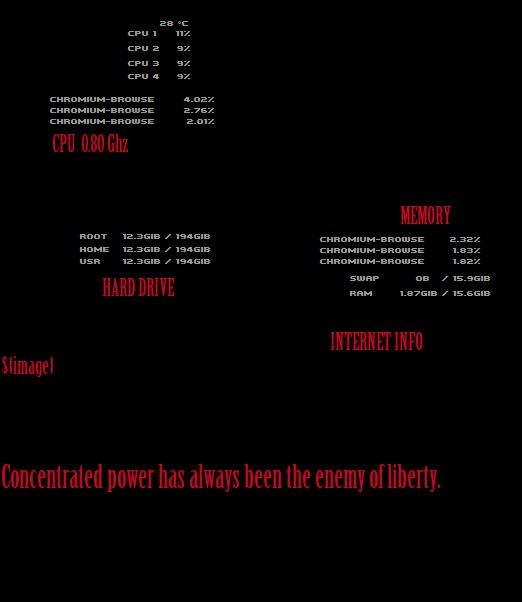 28 °C
CPU 1 11%
CPU 2 9%
CPU 3 9%
CPU 4 9%
CHROMIUM-BROWSE 4.02%
CHROMIUM-BROWSE 2.76%
CHROMIUM-BROWSE 2.01%
CPU 0.80 Ghz
ROOT 12.3GIB / 194GIB
HOME 12.3GIB / 194GIB
USR 12.3GIB / 194GIB
HARD DRIVE
MEMORY
CHROMIUM-BROWSE 2.32%
CHROMIUM-BROWSE 1.83%
CHROMIUM-BROWSE 1.82%
SWAP 0B / 15.9GIB
RAM 1.87GIB / 15.6GIB
INTERNET INFO
${image}
Concentrated power has always been the enemy of liberty.